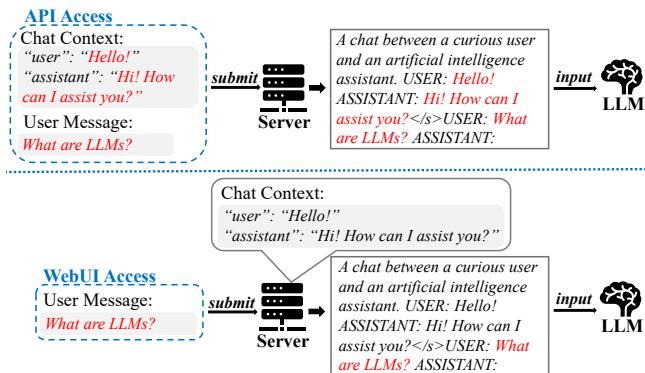 API Access
Chat Context:
“user”: “Hello!”
“assistant”: “Hi! How
can I assist you?”
User Message:
What are LLMs?
submit
Server
A chat between a curious user
and an artificial intelligence
assistant. USER: Hello!
ASSISTANT: Hi! How can I
assist you?</s>USER: What
are LLMs? ASSISTANT:
input
LLM
Chat Context:
“user”: “Hello!”
“assistant”: “Hi! How can I assist you?”
WebUI Access
User Message:
What are LLMs?
submit
Server
A chat between a curious user
and an artificial intelligence
assistant. USER: Hello!
ASSISTANT: Hi! How can I
assist you?</s>USER: What
are LLMs? ASSISTANT:
input
LLM